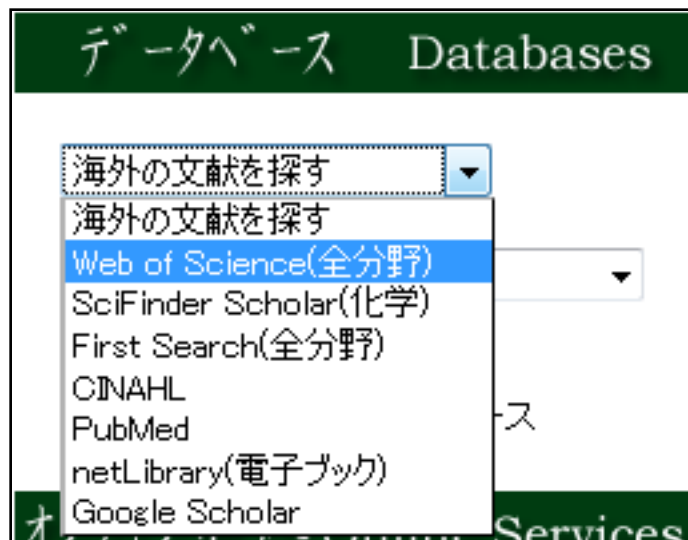 データベース Databases
海外の文献を探す
海外の文献を探す
Web of Science(全分野)
SciFinder Scholar(化学)
First Search(全分野)
CINAHL
PubMed
ース
netLibrary(電子ブック)
Google Scholar
Services